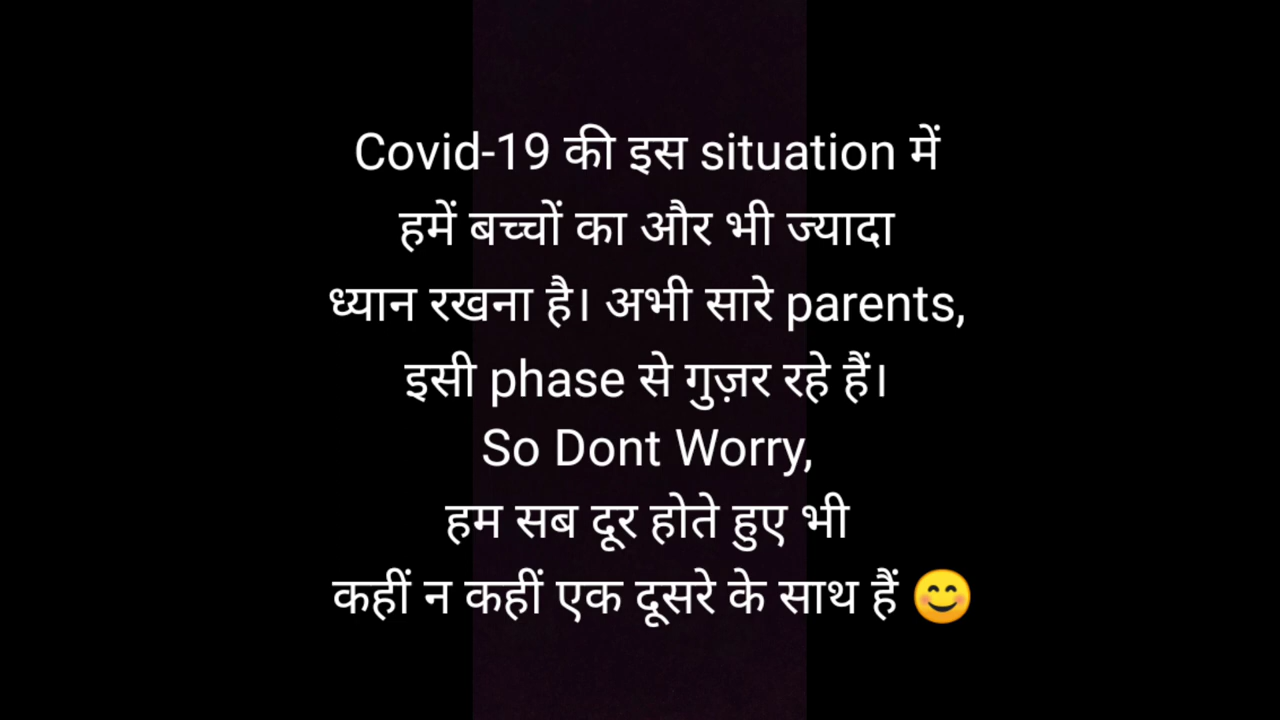 Covid-19 की इस situation में
हमें बच्चों का और भी ज्यादा
ध्यान रखना है। अभी सारे parents,
इसी phase से गुज़र रहे हैं।
So Dont Worry,
हम सब दूर होते हुए भी
कहीं न कहीं एक दूसरे के साथ हैं 😊